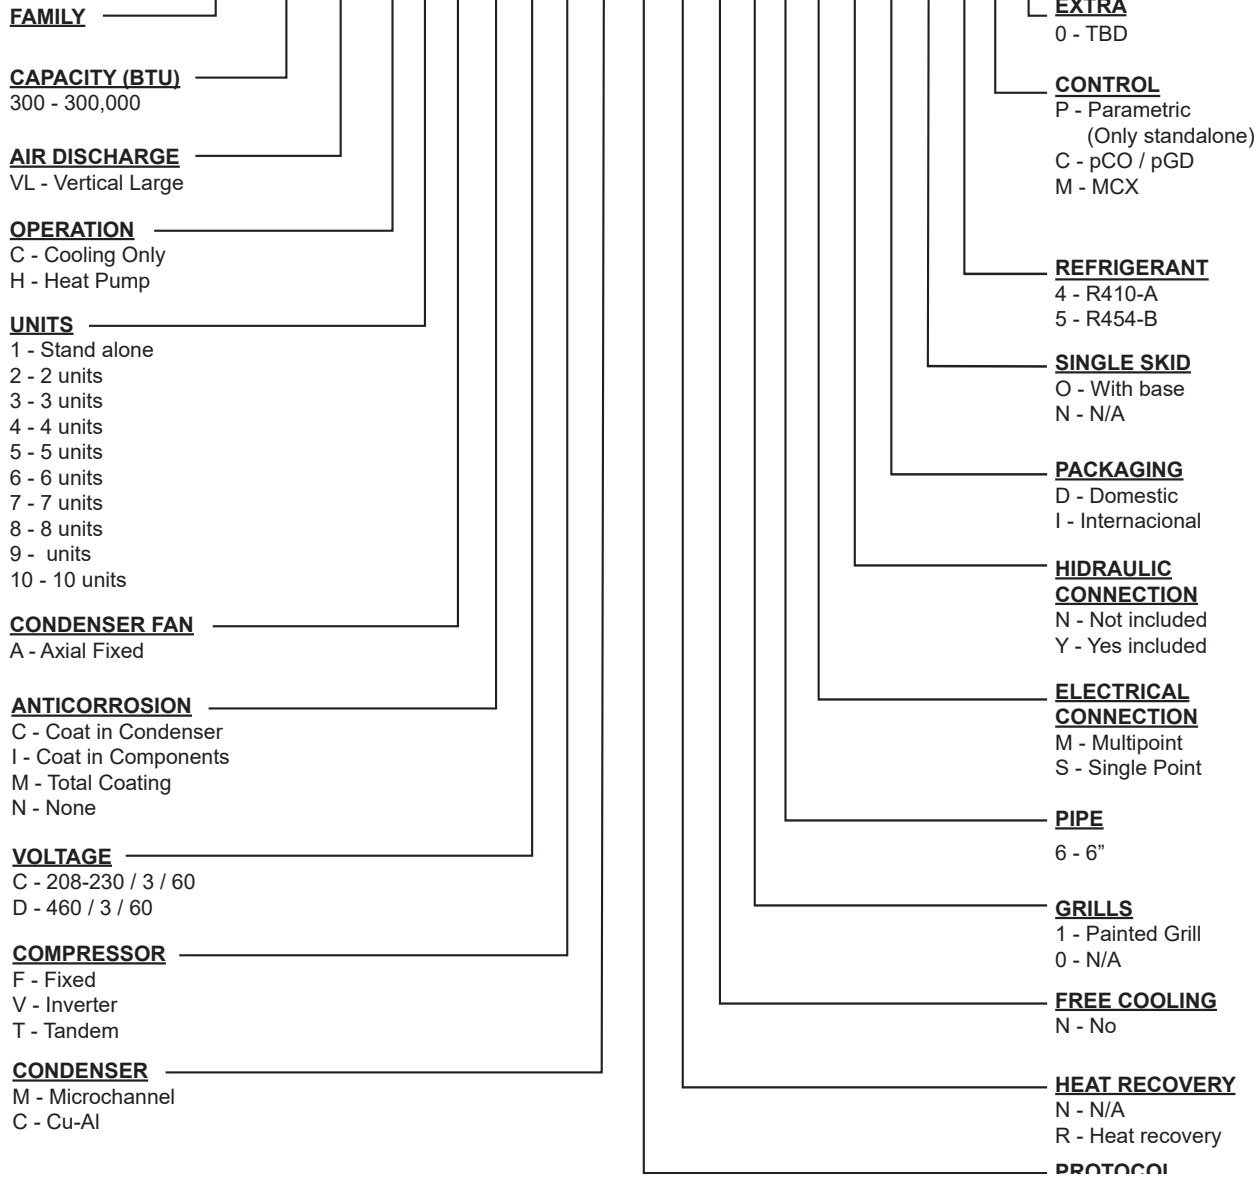 FAMILY
CAPACITY (BTU)
300 - 300,000
AIR DISCHARGE
VL - Vertical Large
OPERATION
C - Cooling Only
H - Heat Pump
UNITS
1 - Stand alone
2 - 2 units
3 - 3 units
4 - 4 units
5 - 5 units
6 - 6 units
7 - 7 units
8 - 8 units
9 -  units
10 - 10 units
CONDENSER FAN
A - Axial Fixed
ANTICORROSION
C - Coat in Condenser
I - Coat in Components
M - Total Coating
N - None
VOLTAGE
C - 208-230 / 3 / 60
D - 460 / 3 / 60
COMPRESSOR
F - Fixed
V - Inverter
T - Tandem
CONDENSER
M - Microchannel
C - Cu-Al
EXTRA
0 - TBD
CONTROL
P - Parametric
(Only standalone)
C - pCO / pGD
M - MCX
REFRIGERANT
4 - R410-A
5 - R454-B
SINGLE SKID
O - With base
N - N/A
PACKAGING
D - Domestic
I - Internacional
HIDRAULIC
CONNECTION
N - Not included
Y - Yes included
ELECTRICAL
CONNECTION
M - Multipoint
S - Single Point
PIPE
6 - 6”
GRILLS
1 - Painted Grill
0 - N/A
FREE COOLING
N - No
HEAT RECOVERY
N - N/A
R - Heat recovery
PROTOCOL